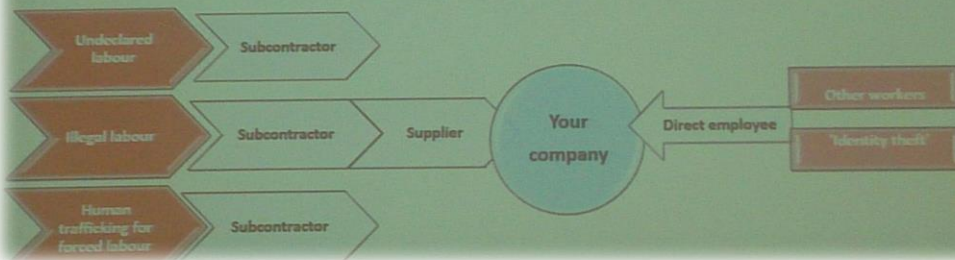 Undeclared
labour
Subcontractor
Illegal labour
Subcontractor
Supplier
Your
company
Direct employee
Other workers
'Identity theft'
Human
trafficking for
forced labour
Subcontractor